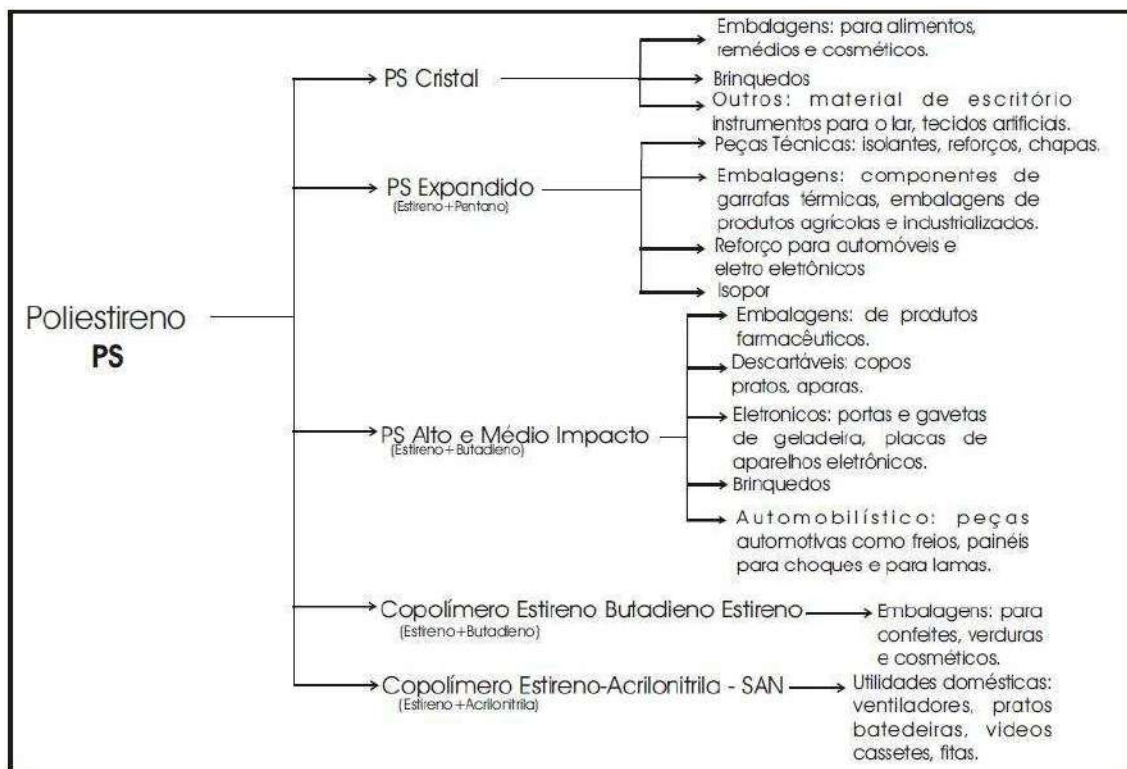 Embalagens: para alimentos,
remédios e cosméticos.
PS Cristal
Brinquedos
Outros: material de escritório
instrumentos para o lar, tecidos artificiais.
Peças Técnicas: isolantes, reforços, chapas.
PS Expandido
(Estireno+Pentano)
Embalagens: componentes de
garrafas térmicas, embalagens de
produtos agrícolas e industrializados.
Reforço para automóveis e
eletro eletrônicos
Isopor
Poliestireno
PS
Embalagens: de produtos
farmacêuticos.
Descartáveis: copos
pratos, aparas.
PS Alto e Médio Impacto
(Estireno+Butadieno)
Eletronicos: portas e gavetas
de geladeira, placas de
aparelhos eletrônicos.
Brinquedos
Automobilístico: peças
automotivas como freios, painéis
para choques e para lamas.
Copolímero Estireno Butadieno Estireno
(Estireno+Butadieno)
Embalagens: para
confeites, verduras
e cosméticos.
Copolímero Estireno-Acrilonitrila - SAN
(Estireno+Acrilonitrila)
Utilidades domésticas:
ventiladores, pratos
batedeiras, videos
cassetes, fitas.